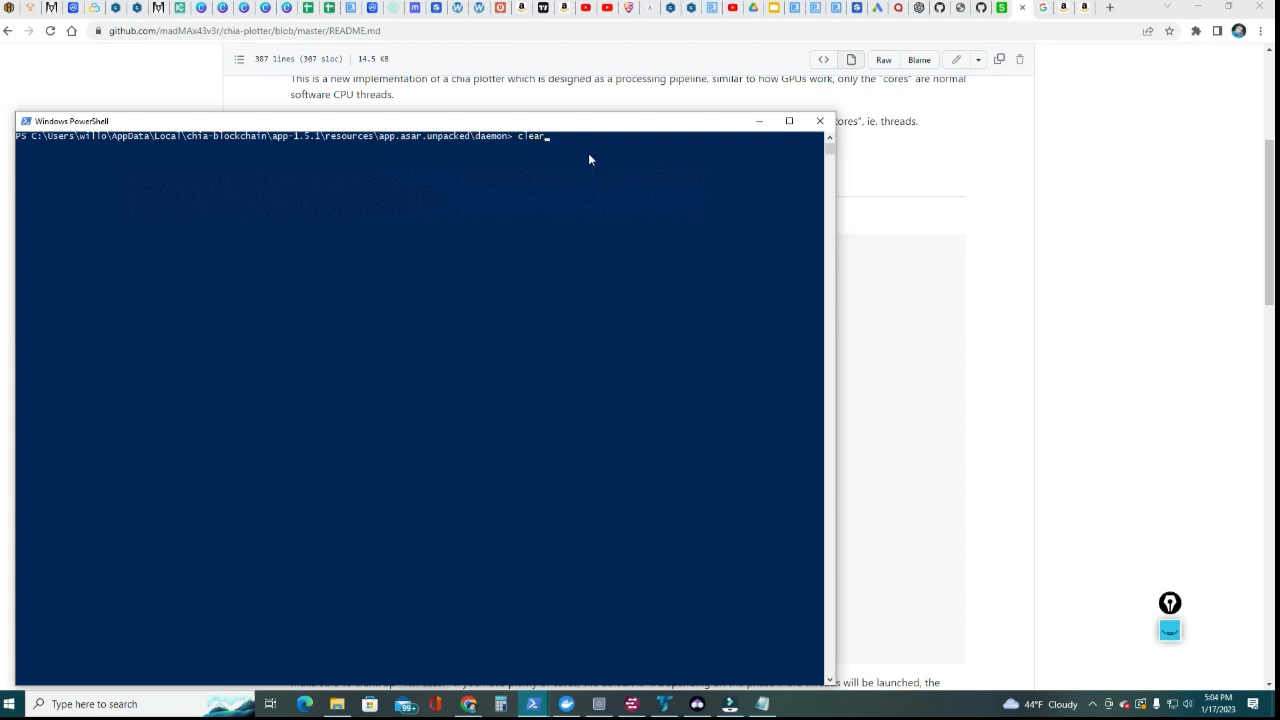 github.com/madMAx43v3r/chia-plotter/blob/master/README.md
387 lines (307 sloc) 14.5 KB
Raw
Blame
This is a new implementation of a chia plotter which is designed as a processing pipeline, similar to how GPUs work, only the "cores" are normal
software CPU threads.
Windows PowerShell
cores", ie. threads.
PS C:\Users\willo\AppData\Local\chia-blockchain\app-1.5.1\resources\app.asar.unpacked\daemon> clear
will be launched, the
Type here to search
99+
44°F Cloudy
5:04 PM
1/17/2023